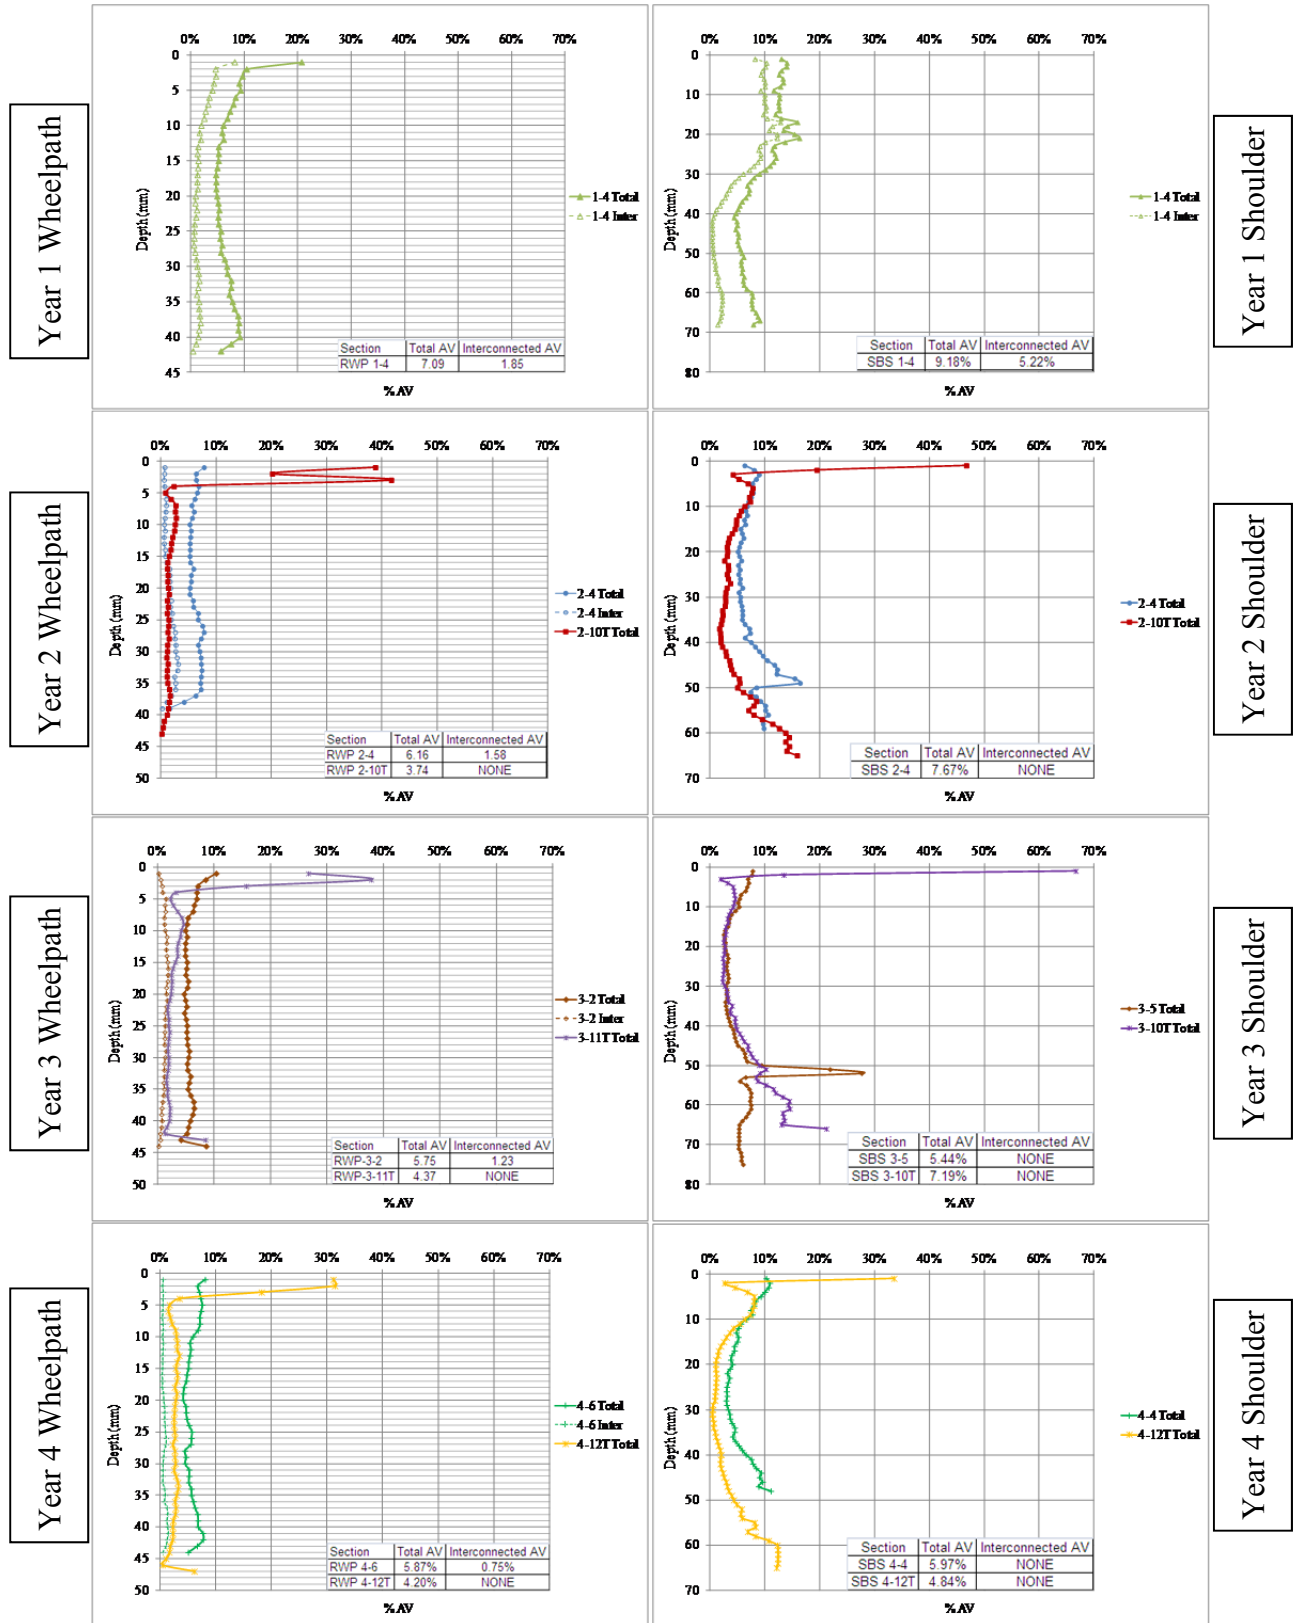 Year 1 Wheelpath
0% 10% 20% 30% 40% 50% 60% 70%
0
5
10
15
20
25
30
35
40
45
Depth (mm)
1-4 Total
1-4 Inter
Section Total AV Interconnected AV
RWP 1-4 7.09 1.85
% AV
0% 10% 20% 30% 40% 50% 60% 70%
0
10
20
30
40
50
60
70
80
Depth (mm)
1-4 Total
1-4 Inter
Section Total AV Interconnected AV
SBS 1-4 9.18% 5.22%
% AV
Year 1 Shoulder
Year 2 Wheelpath
0% 10% 20% 30% 40% 50% 60% 70%
0
5
10
15
20
25
30
35
40
45
50
Depth (mm)
2-4 Total
2-4 Inter
2-10T Total
Section Total AV Interconnected AV
RWP 2-4 6.16 1.58
RWP 2-10T 3.74 NONE
% AV
0% 10% 20% 30% 40% 50% 60% 70%
0
10
20
30
40
50
60
70
Depth (mm)
2-4 Total
2-10T Total
Section Total AV Interconnected AV
SBS 2-4 7.67% NONE
% AV
Year 2 Shoulder
Year 3 Wheelpath
0% 10% 20% 30% 40% 50% 60% 70%
0
5
10
15
20
25
30
35
40
45
50
Depth (mm)
3-2 Total
3-2 Inter
3-11T Total
Section Total AV Interconnected AV
RWP-3-2 5.75 1.23
RWP-3-11T 4.37 NONE
% AV
0% 10% 20% 30% 40% 50% 60% 70%
0
10
20
30
40
50
60
70
80
Depth (mm)
3-5 Total
3-10T Total
Section Total AV Interconnected AV
SBS 3-5 5.44% NONE
SBS 3-10T 7.19% NONE
% AV
Year 3 Shoulder
Year 4 Wheelpath
0% 10% 20% 30% 40% 50% 60% 70%
0
5
10
15
20
25
30
35
40
45
50
Depth (mm)
4-6 Total
4-6 Inter
4-12T Total
Section Total AV Interconnected AV
RWP 4-6 5.87% 0.75%
RWP 4-12T 4.20% NONE
% AV
0% 10% 20% 30% 40% 50% 60% 70%
0
10
20
30
40
50
60
70
Depth (mm)
4-4 Total
4-12T Total
Section Total AV Interconnected AV
SBS 4-4 5.97% NONE
SBS 4-12T 4.84% NONE
% AV
Year 4 Shoulder